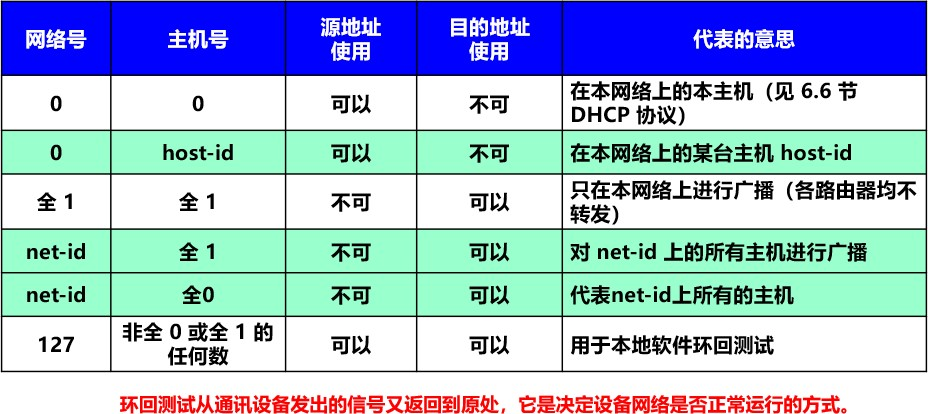 网络号 主机号 源地址使用 目的地址使用 代表的意思
0 0 可以 不可 在本网络上的本主机（见 6.6 节
DHCP 协议）
0 host-id 可以 不可 在本网络上的某台主机 host-id
全 1 全 1 不可 可以 只在本网络上进行广播（各路由器均不
转发）
net-id 全 1 不可 可以 对 net-id 上的所有主机进行广播
net-id 全0 不可 可以 代表net-id上所有的主机
127 非全 0 或全 1 的任何数 可以 可以 用于本地软件环回测试
环回测试从通讯设备发出的信号又返回到原处，它是决定设备网络是否正常运行的方式。